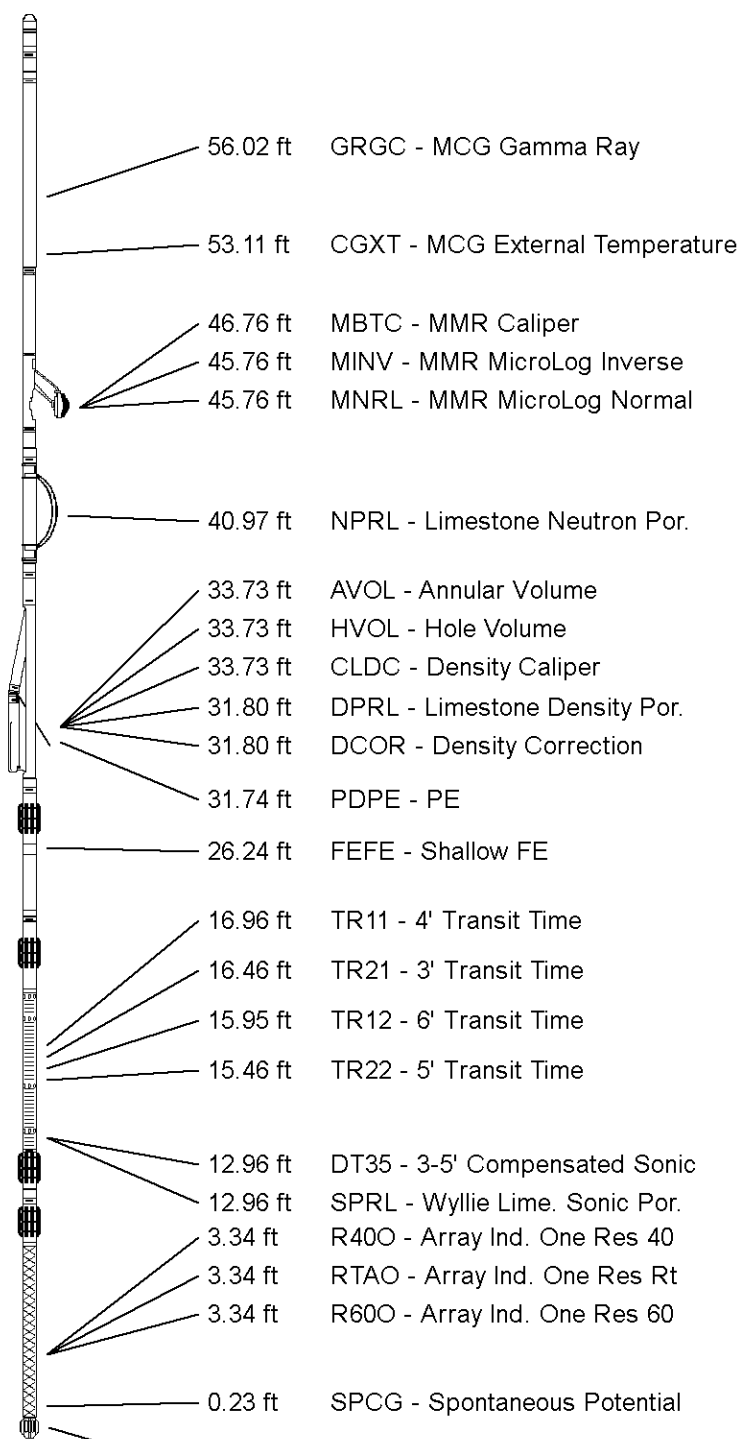 56.02 ft GRGC - MCG Gamma Ray
53.11 ft CGXT - MCG External Temperature
46.76 ft MBTC - MMR Caliper
45.76 ft MINV - MMR MicroLog Inverse
45.76 ft MNRL - MMR MicroLog Normal
40.97 ft NPRL - Limestone Neutron Por.
33.73 ft AVOL - Annular Volume
33.73 ft HVOL - Hole Volume
33.73 ft CLDC - Density Caliper
31.80 ft DPRL - Limestone Density Por.
31.80 ft DCOR - Density Correction
31.74 ft PDPE - PE
26.24 ft FEFE - Shallow FE
16.96 ft TR11 - 4' Transit Time
16.46 ft TR21 - 3' Transit Time
15.95 ft TR12 - 6' Transit Time
15.46 ft TR22 - 5' Transit Time
12.96 ft DT35 - 3-5' Compensated Sonic
12.96 ft SPRL - Wyllie Lime. Sonic Por.
3.34 ft R40O - Array Ind. One Res 40
3.34 ft RTAO - Array Ind. One Res Rt
3.34 ft R60O - Array Ind. One Res 60
0.23 ft SPCG - Spontaneous Potential